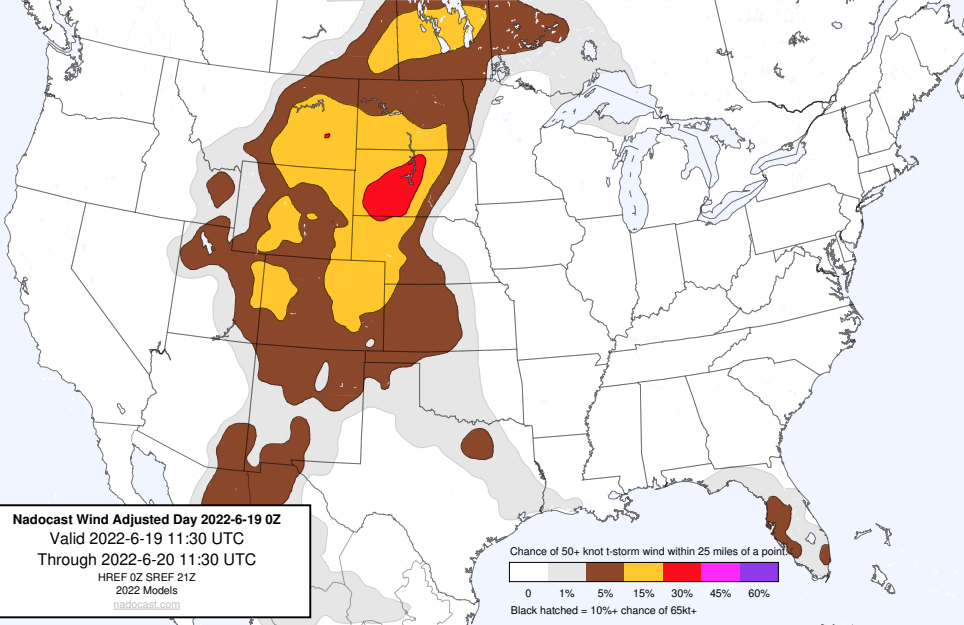 Nadocast Wind Adjusted Day 2022-6-19 0Z
Valid 2022-6-19 11:30 UTC
Through 2022-6-20 11:30 UTC
HREF 0Z SREF 21Z
2022 Models
nadocast.com
Chance of 50+ knot t-storm wind within 25 miles of a point.
0 1% 5% 15% 30% 45% 60%
Black hatched = 10%+ chance of 65kt+